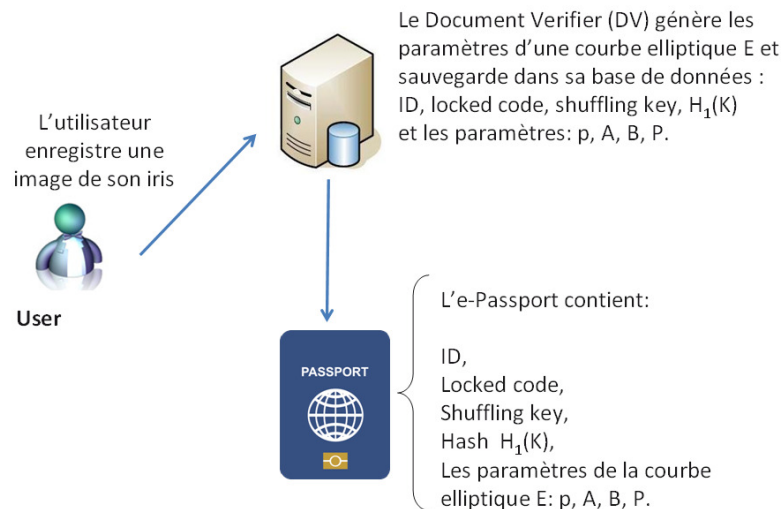 Le Document Verifier (DV) génère les
paramètres d’une courbe elliptique E et
sauvegarde dans sa base de données :
ID, locked code, shuffling key, H₁(K)
et les paramètres: p, A, B, P.
L’utilisateur
enregistre une
image de son iris
User
PASSPORT
L’e-Passport contient:
ID,
Locked code,
Shuffling key,
Hash H₁(K),
Les paramètres de la courbe
elliptique E: p, A, B, P.